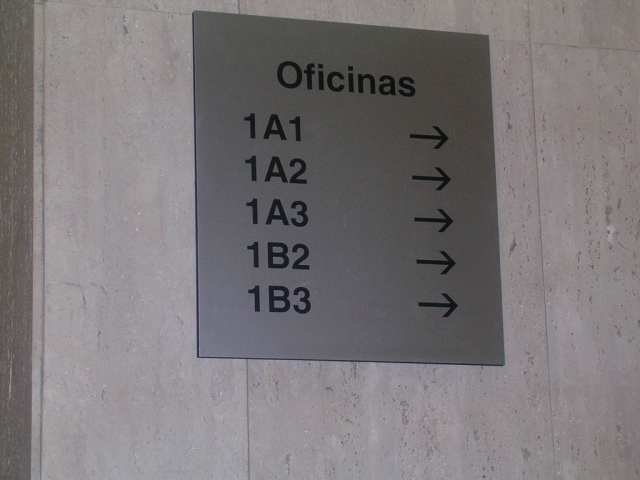 Oficinas
1A1 →
1A2 →
1A3 →
1B2 →
1B3 →